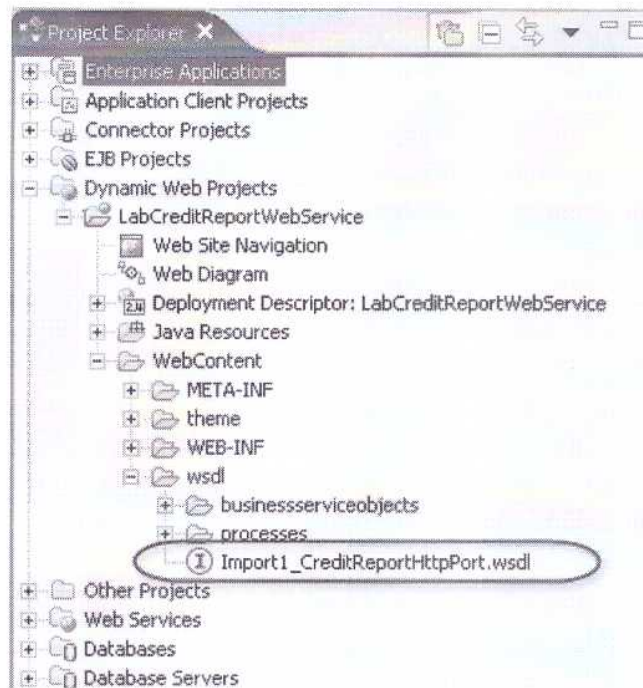 Project Explorer
Enterprise Applications
Application Client Projects
Connector Projects
EJB Projects
Dynamic Web Projects
LabCreditReportWebService
Web Site Navigation
Web Diagram
Deployment Descriptor: LabCreditReportWebService
Java Resources
WebContent
META-INF
theme
WEB-INF
wsdl
businessserviceobjects
processes
Import1_CreditReportHttpPort.wsdl
Other Projects
Web Services
Databases
Database Servers